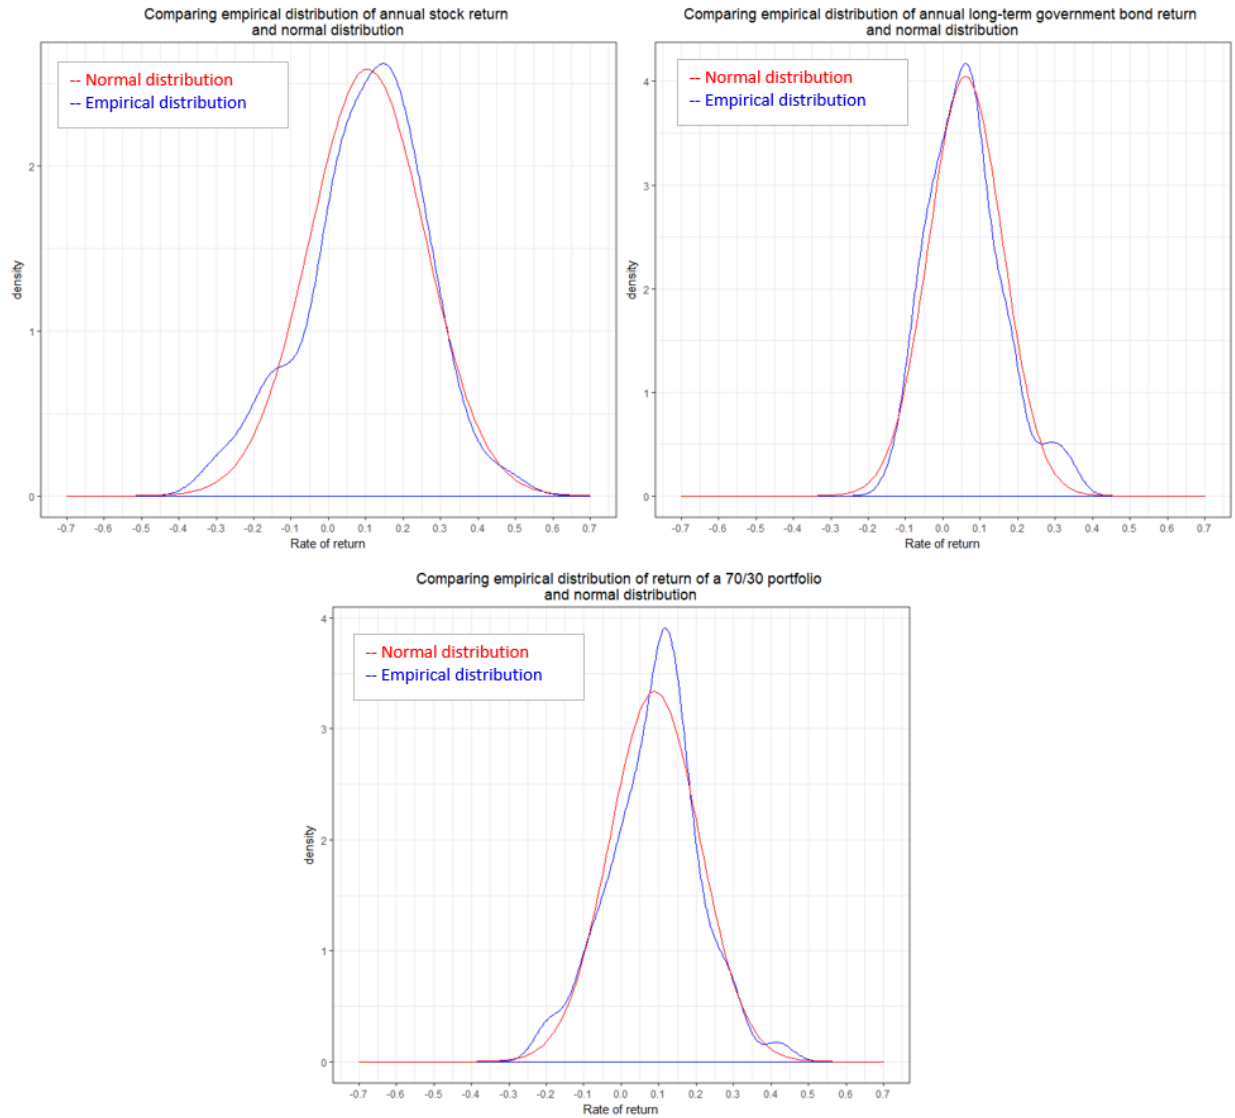 Comparing empirical distribution of annual stock return
and normal distribution
-- Normal distribution
-- Empirical distribution
density
2
1
0
-0.7 -0.6 -0.5 -0.4 -0.3 -0.2 -0.1 0.0 0.1 0.2 0.3 0.4 0.5 0.6 0.7
Rate of return
Comparing empirical distribution of annual long-term government bond return
and normal distribution
-- Normal distribution
-- Empirical distribution
density
4
3
2
1
0
-0.7 -0.6 -0.5 -0.4 -0.3 -0.2 -0.1 0.0 0.1 0.2 0.3 0.4 0.5 0.6 0.7
Rate of return
Comparing empirical distribution of return of a 70/30 portfolio
and normal distribution
-- Normal distribution
-- Empirical distribution
density
4
3
2
1
0
-0.7 -0.6 -0.5 -0.4 -0.3 -0.2 -0.1 0.0 0.1 0.2 0.3 0.4 0.5 0.6 0.7
Rate of return